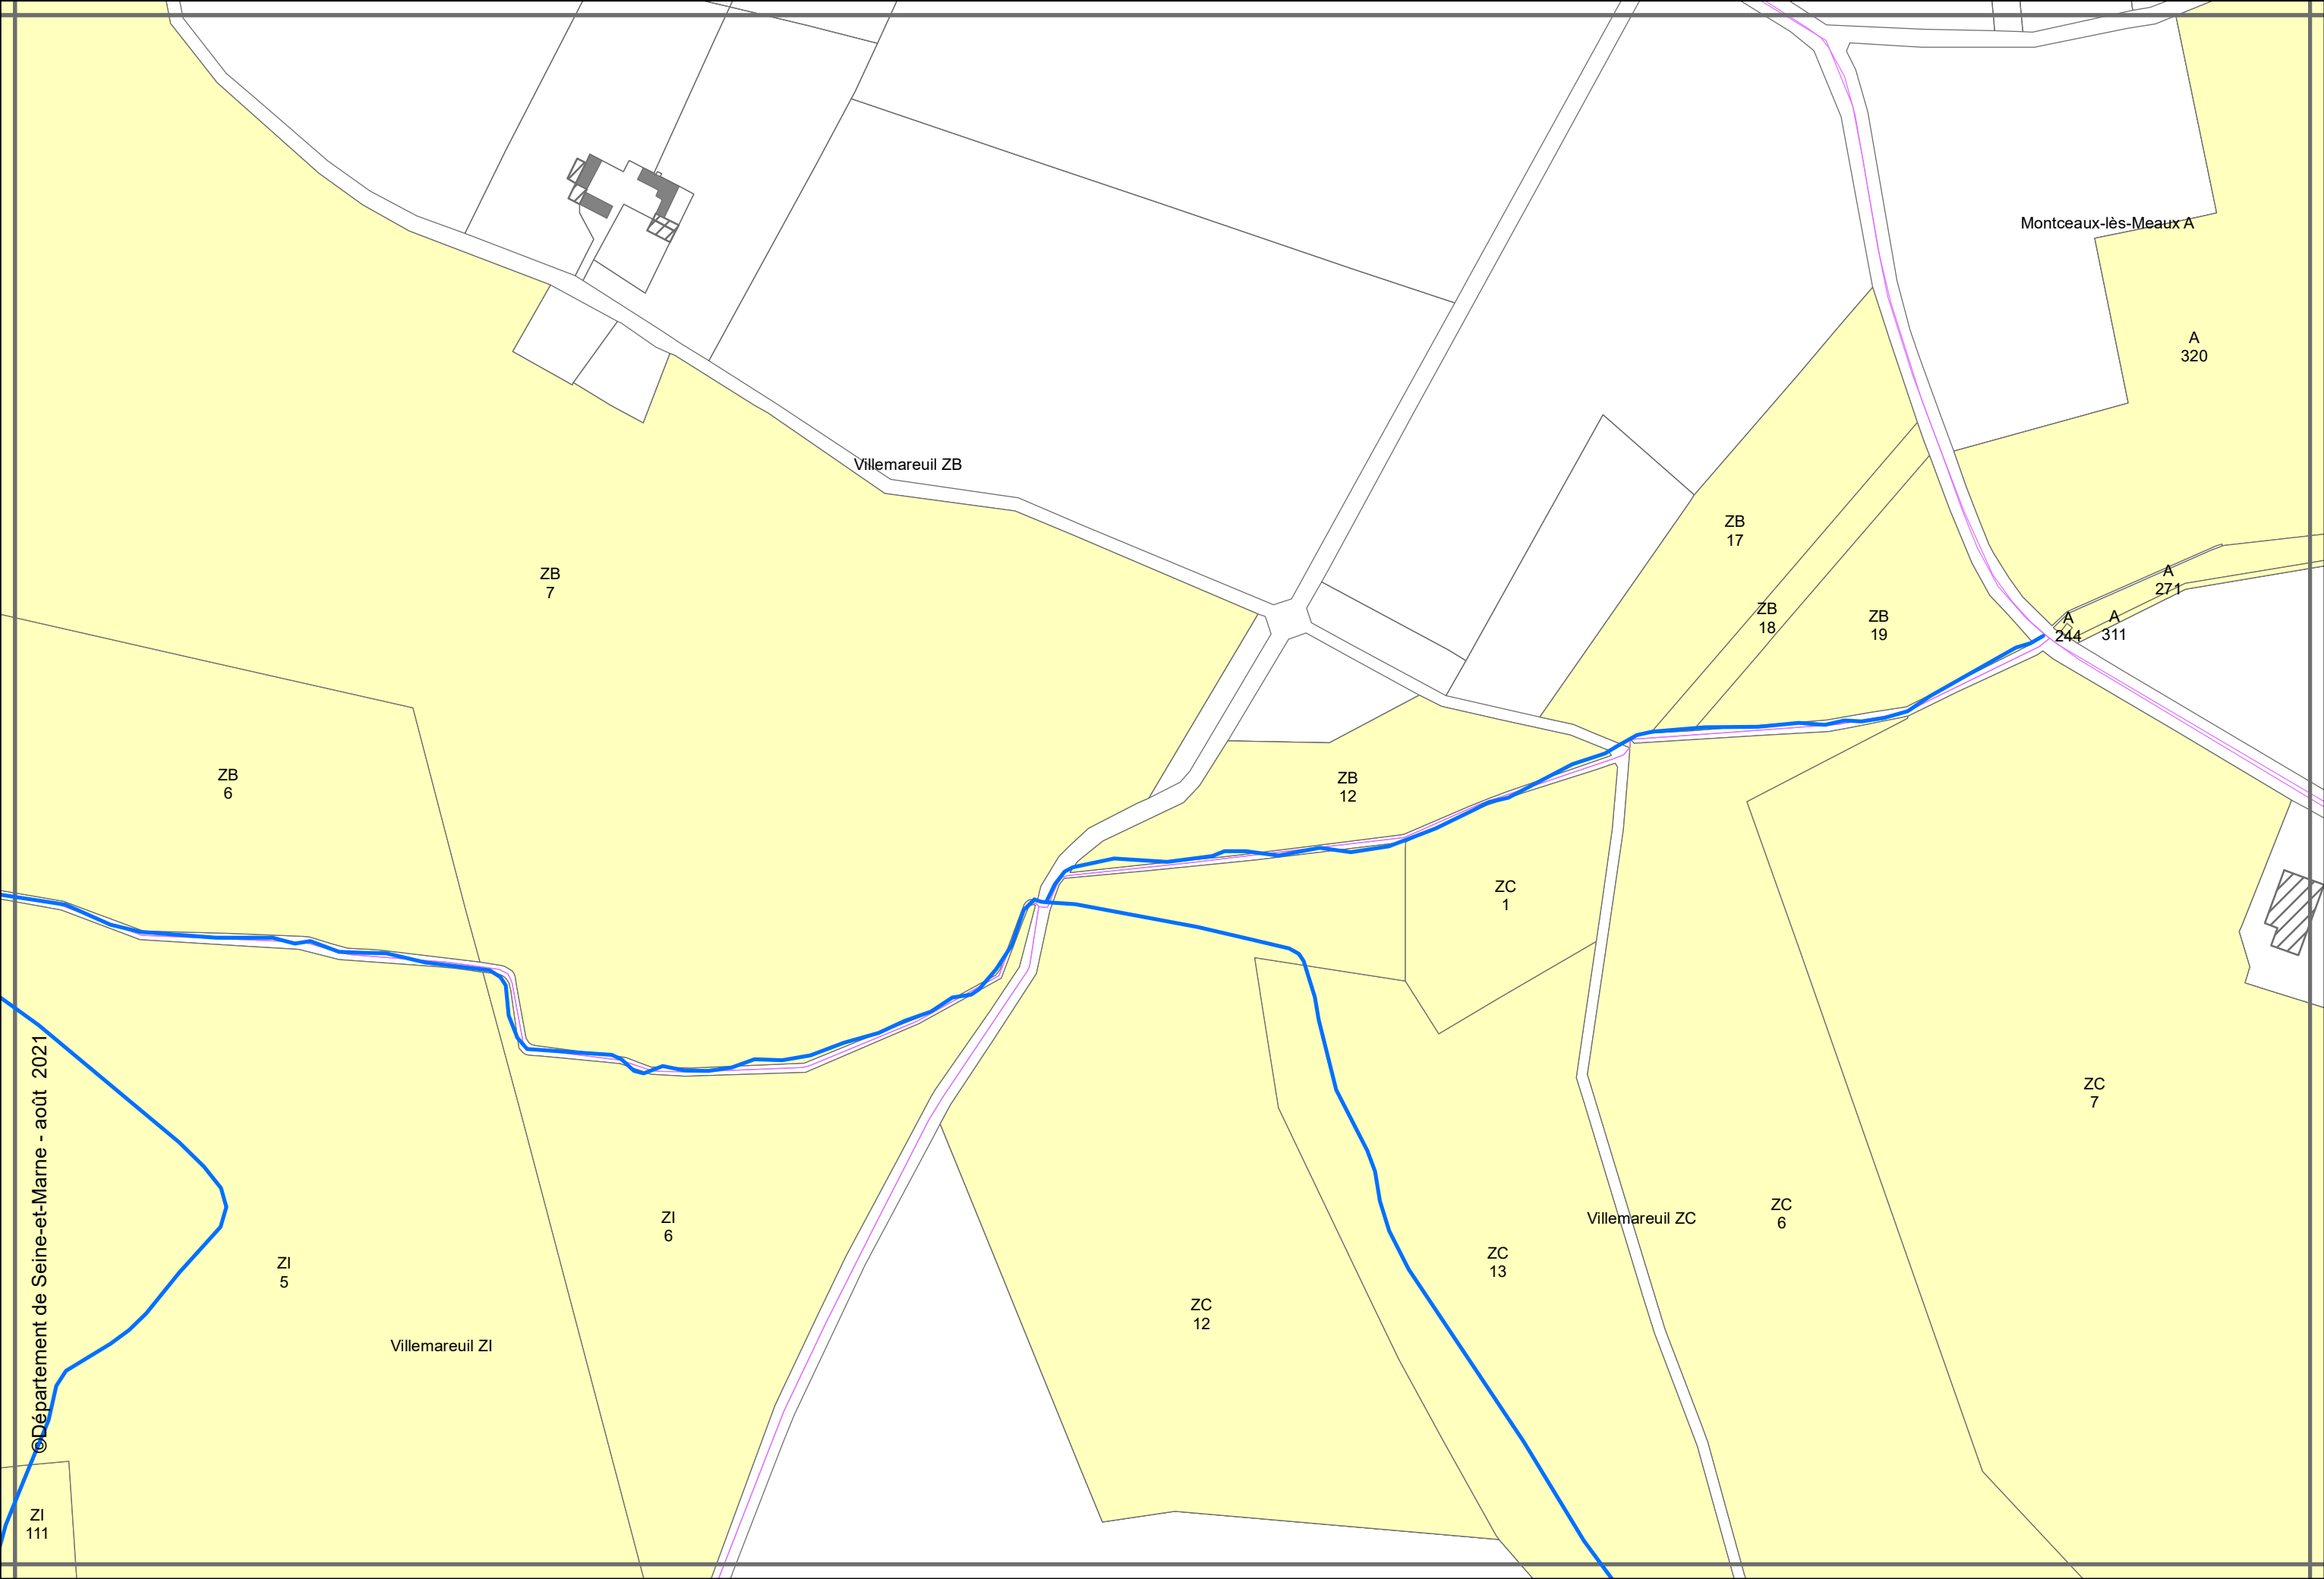 Montceaux-lès-Meaux A
A
320
Villemareuil ZB
ZB
17
ZB
7
A
271
ZB
18
ZB
19
A
244
A
311
ZB
6
ZB
12
ZC
1
ZC
7
ZC
6
Villemareuil ZC
ZI
6
ZC
13
ZI
5
ZC
12
Villemareuil ZI
ZI
111
©Département de Seine-et-Marne - août 2021